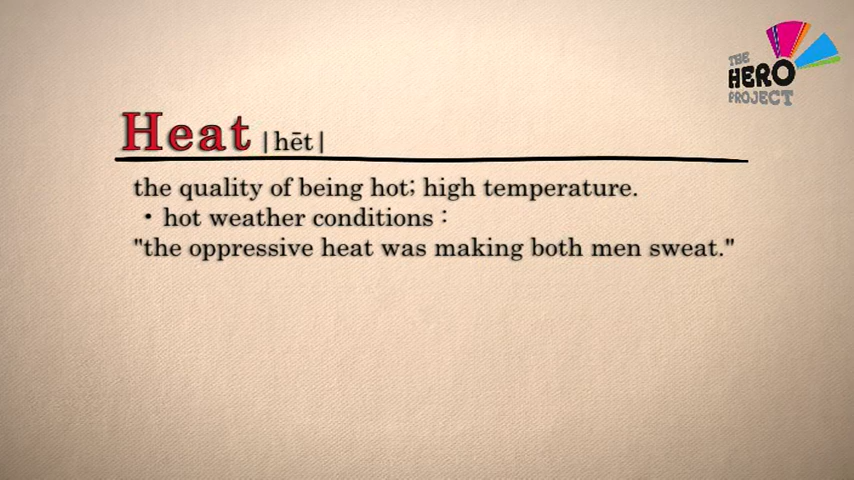 THE
HERO
PROJECT
Heat |hēt|
the quality of being hot; high temperature.
• hot weather conditions :
"the oppressive heat was making both men sweat."